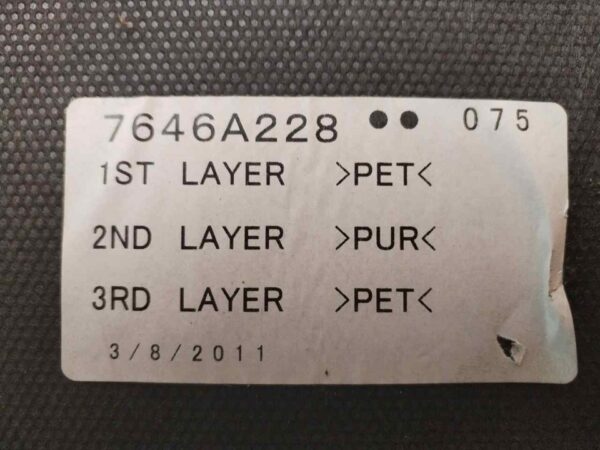 7646A228 ●● 075
1ST LAYER >PET<
2ND LAYER >PUR<
3RD LAYER >PET<
3/8/2011